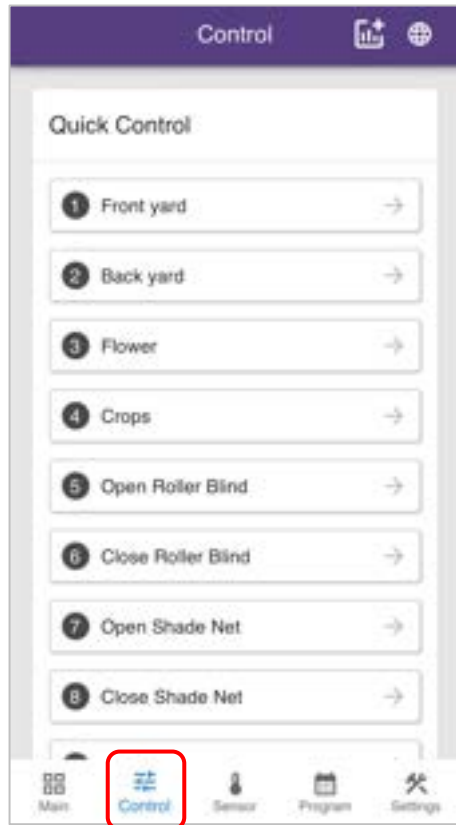 Control
Quick Control
1 Front yard
2 Back yard
3 Flower
4 Crops
5 Open Roller Blind
6 Close Roller Blind
7 Open Shade Net
8 Close Shade Net
Main Control Sensor Program Settings